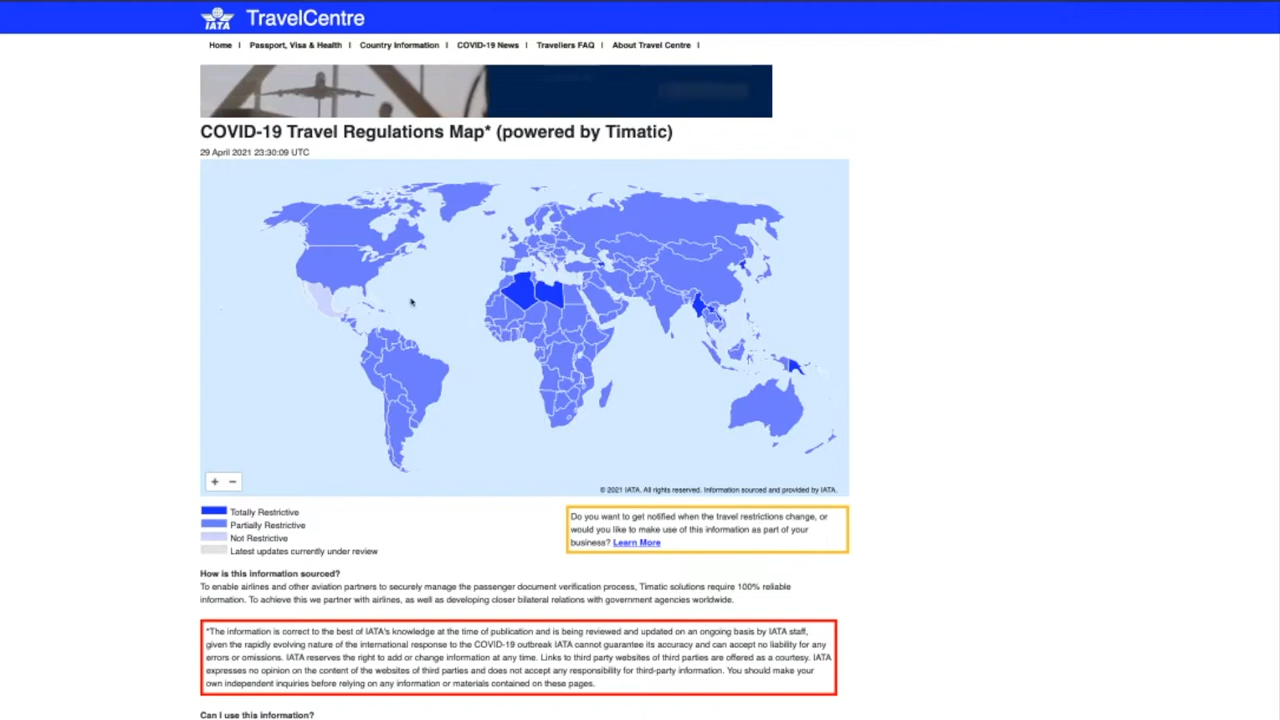 IATA
TravelCentre
Home | Passport, Visa & Health | Country Information | COVID-19 News | Travellers FAQ | About Travel Centre |
COVID-19 Travel Regulations Map* (powered by Timatic)
29 April 2021 23:30:09 UTC
+ −
© 2021 IATA. All rights reserved. Information sourced and provided by IATA.
Totally Restrictive
Partially Restrictive
Not Restrictive
Latest updates currently under review
Do you want to get notified when the travel restrictions change, or
would you like to make use of this information as part of your
business? Learn More
How is this information sourced?
To enable airlines and other aviation partners to securely manage the passenger document verification process, Timatic solutions require 100% reliable
information. To achieve this we partner with airlines, as well as developing closer bilateral relations with government agencies worldwide.
*The information is correct to the best of IATA's knowledge at the time of publication and is being reviewed and updated on an ongoing basis by IATA staff,
given the rapidly evolving nature of the international response to the COVID-19 outbreak IATA cannot guarantee its accuracy and can accept no liability for any
errors or omissions. IATA reserves the right to add or change information at any time. Links to third party websites of third parties are offered as a courtesy. IATA
expresses no opinion on the content of the websites of third parties and does not accept any responsibility for third-party information. You should make your
own independent inquiries before relying on any information or materials contained on these pages.
Can I use this information?